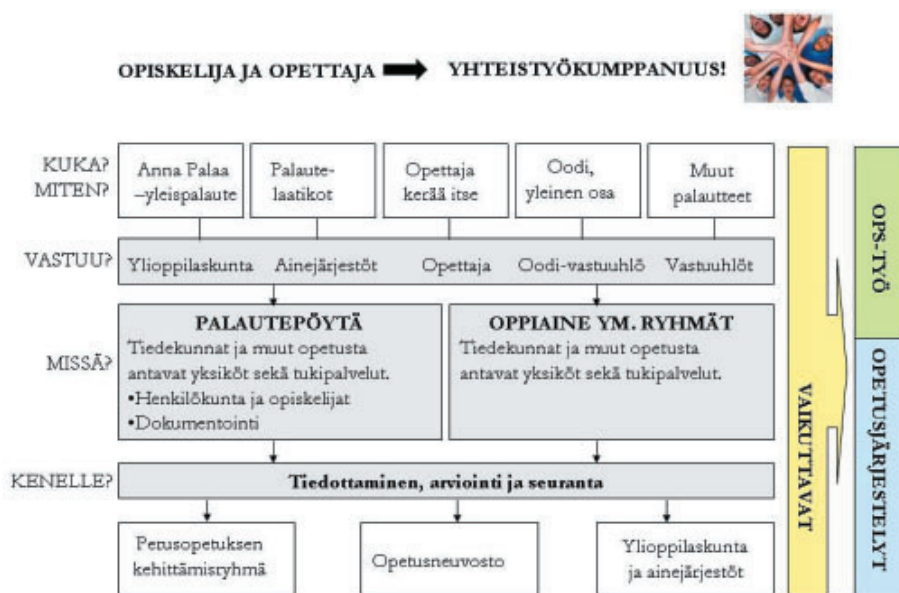 OPISKELIJA JA OPETTAJA YHTEISTYÖKUMPPANUUS!
KUKA?
MITEN?
Anna Palaa
–yleispalaute
Palaute-
laatikot
Opettaja
kerää itse
Oodi,
yleinen osa
Muut
palautteet
VASTUU?
Ylioppilaskunta Ainejärjestöt Opettaja Oodi-vastuuhlö Vastuuhlöt
MISSÄ?
PALAUTEPÖYTÄ
Tiedekunnat ja muut opetusta
antavat yksiköt sekä tukipalvelut.
•Henkilökunta ja opiskelijat
•Dokumentointi
OPPIAINE YM. RYHMÄT
Tiedekunnat ja muut opetusta
antavat yksiköt sekä tukipalvelut.
KENELLE?
Tiedottaminen, arviointi ja seuranta
Perusopetuksen
kehittämisryhmä
Opetusneuvosto
Ylioppilaskunta
ja ainejärjestöt
VAIKUTTAVAT
OPS-TYÖ
OPETUSJÄRJESTELYT